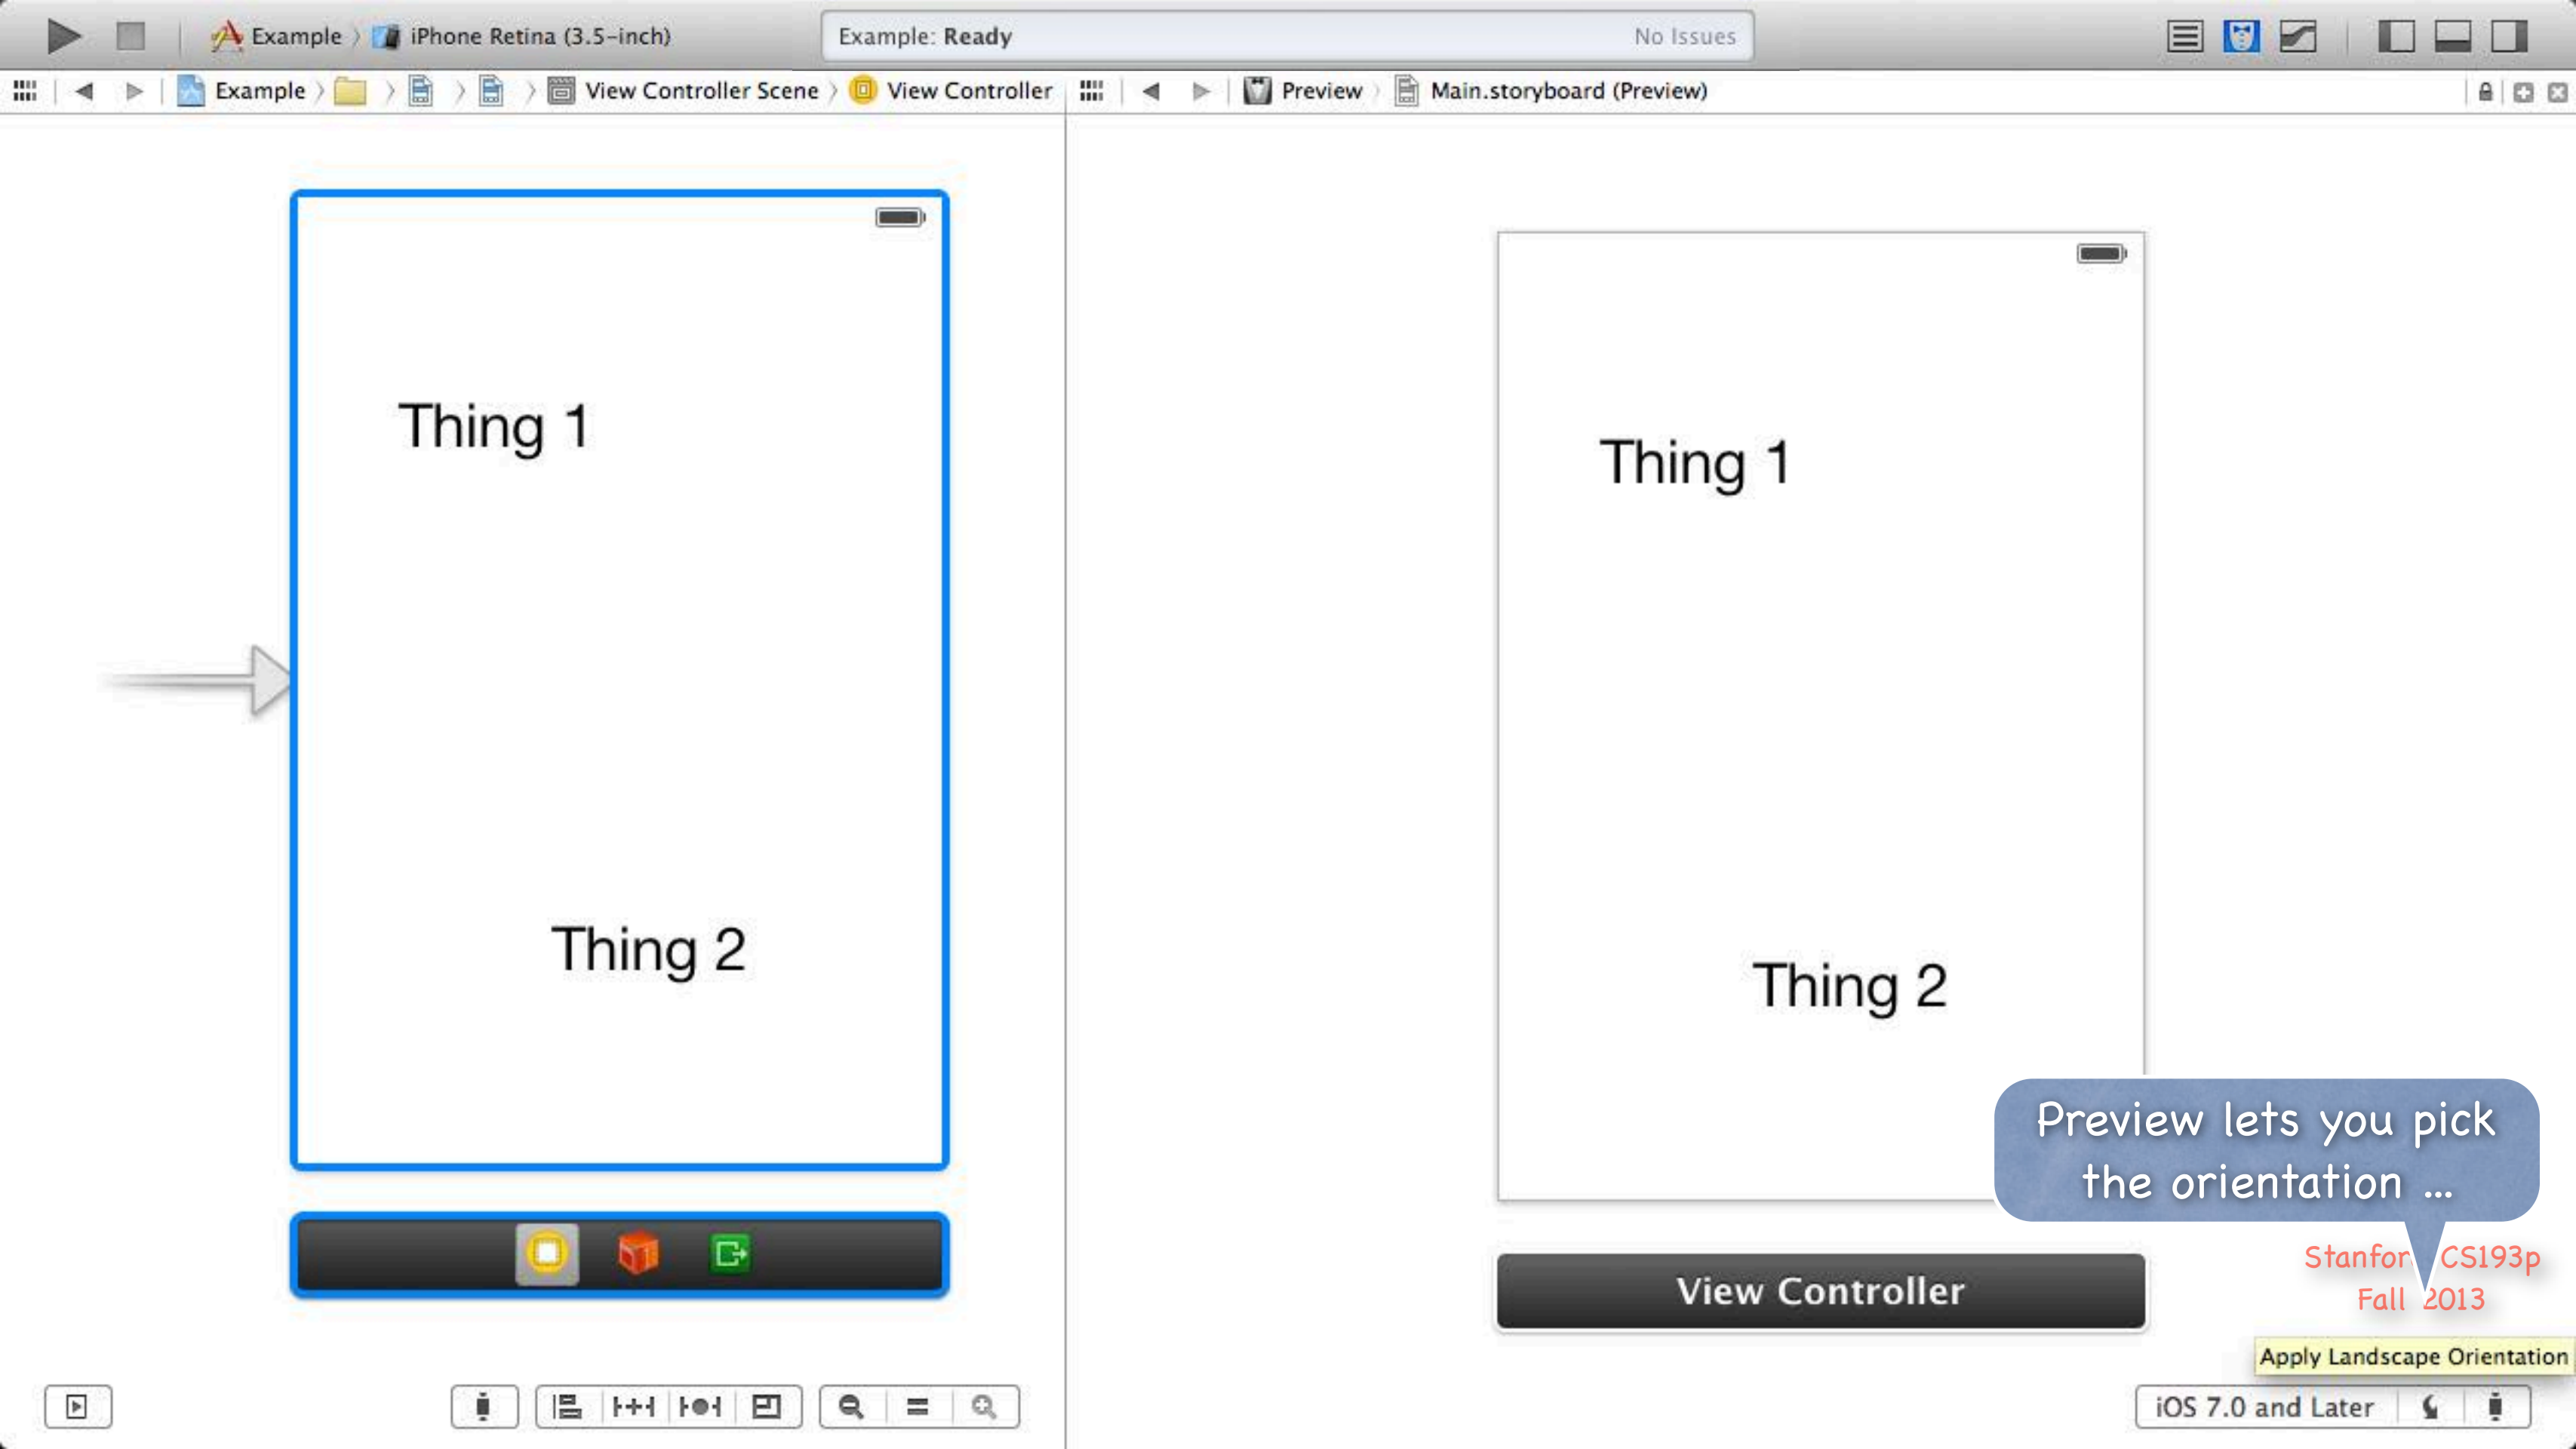 Example
iPhone Retina (3.5-inch)
Example: Ready
No Issues
Example
View Controller Scene
View Controller
Preview
Main.storyboard (Preview)
Thing 1
Thing 2
Thing 1
Thing 2
View Controller
Preview lets you pick
the orientation ...
Stanfor CS193p
Fall 2013
Apply Landscape Orientation
iOS 7.0 and Later